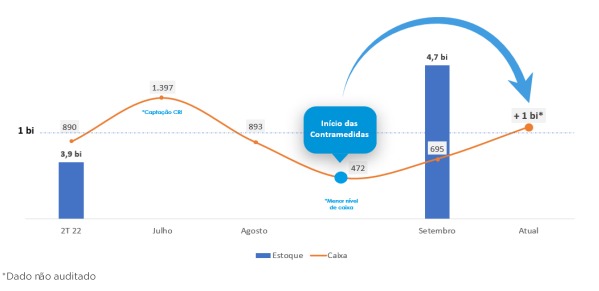 4,7 bi
1.397
*Captação CRI
Início das
Contramedidas
+ 1 bi*
1 bi
890
893
695
3,9 bi
472
*Menor nível
de caixa
2T 22
Julho
Agosto
Setembro
Atual
Estoque
Caixa
*Dado não auditado